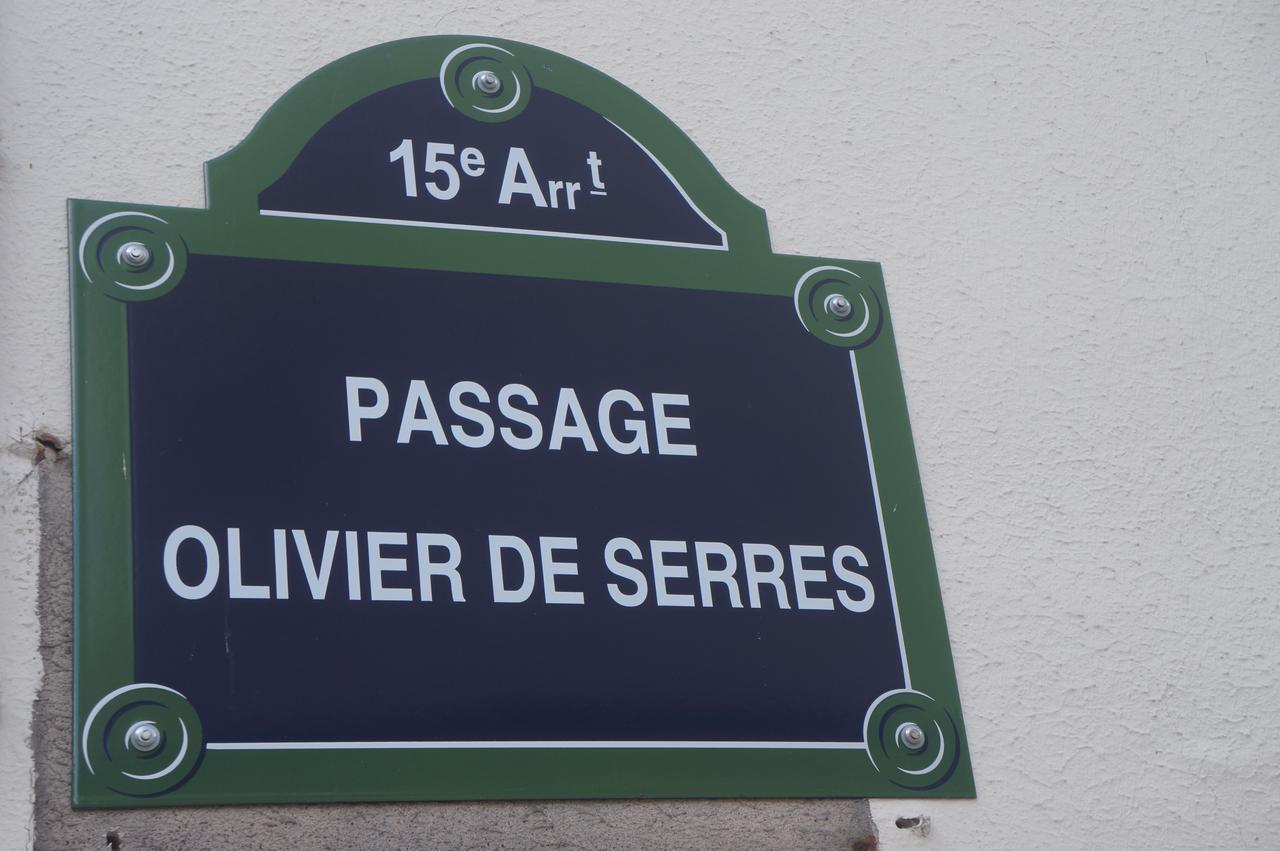 15e Arrt
PASSAGE
OLIVIER DE SERRES